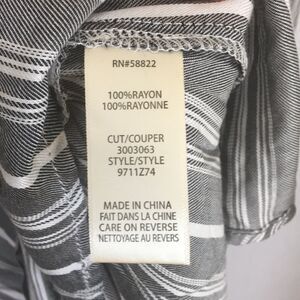 RN#58822
100%RAYON
100%RAYONNE
CUT/COUPER
3003063
STYLE/STYLE
9711Z74
MADE IN CHINA
FAIT DANS LA CHINE
CARE ON REVERSE
NETTOYAGE AU REVERS